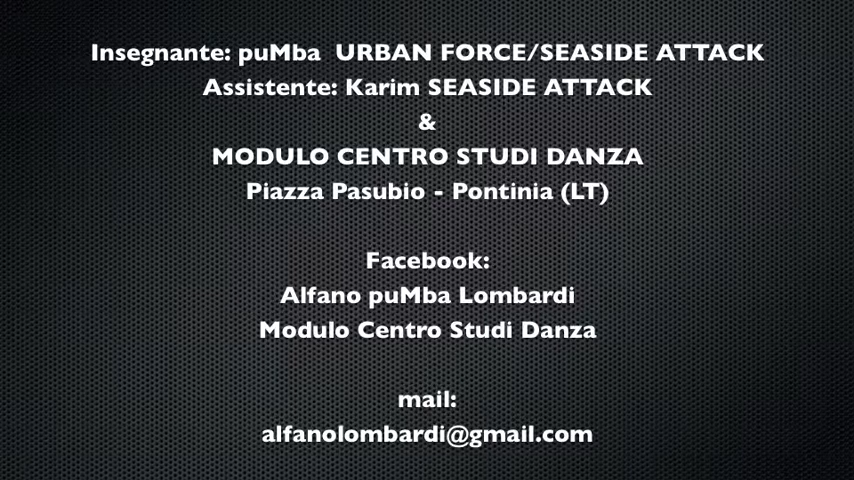 Insegnante: puMba URBAN FORCE/SEASIDE ATTACK
Assistente: Karim SEASIDE ATTACK
&
MODULO CENTRO STUDI DANZA
Piazza Pasubio - Pontinia (LT)
Facebook:
Alfano puMba Lombardi
Modulo Centro Studi Danza
mail:
alfanolombardi@gmail.com